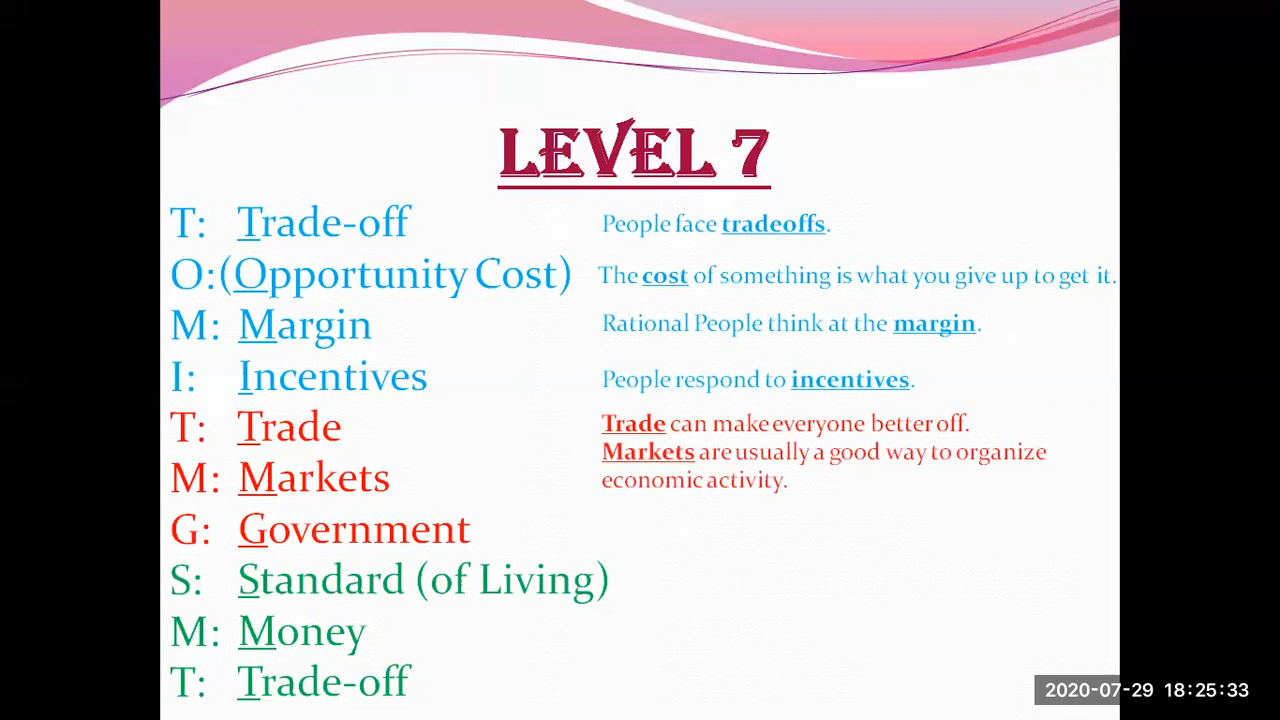 LEVEL 7
T: Trade-off People face tradeoffs.
O:(Opportunity Cost) The cost of something is what you give up to get it.
M: Margin Rational People think at the margin.
I: Incentives People respond to incentives.
T: Trade Trade can make everyone better off.
M: Markets Markets are usually a good way to organize
economic activity.
G: Government
S: Standard (of Living)
M: Money
T: Trade-off
2020-07-29 18:25:33